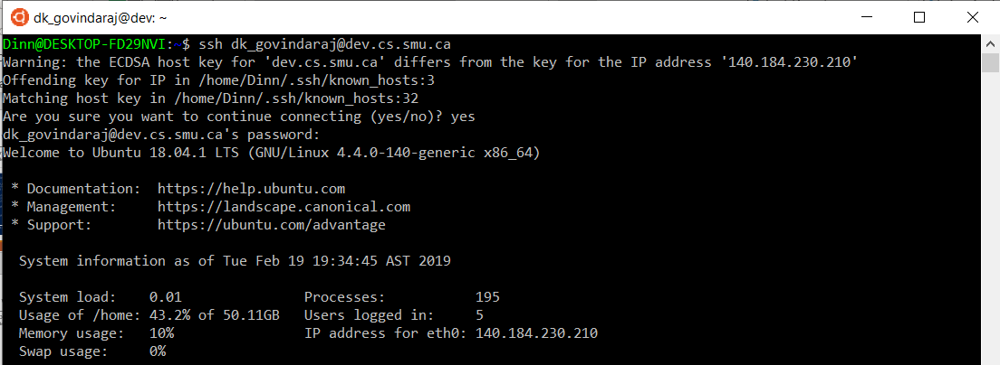 dk_govindaraj@dev: ~
Dinn@DESKTOP-FD29NVI:~$ ssh dk_govindaraj@dev.cs.smu.ca
Warning: the ECDSA host key for 'dev.cs.smu.ca' differs from the key for the IP address '140.184.230.210'
Offending key for IP in /home/Dinn/.ssh/known_hosts:3
Matching host key in /home/Dinn/.ssh/known_hosts:32
Are you sure you want to continue connecting (yes/no)? yes
dk_govindaraj@dev.cs.smu.ca's password:
Welcome to Ubuntu 18.04.1 LTS (GNU/Linux 4.4.0-140-generic x86_64)
* Documentation:  https://help.ubuntu.com
* Management:     https://landscape.canonical.com
* Support:        https://ubuntu.com/advantage
System information as of Tue Feb 19 19:34:45 AST 2019
System load:    0.01               Processes:           195
Usage of /home: 43.2% of 50.11GB   Users logged in:     5
Memory usage:   10%                IP address for eth0: 140.184.230.210
Swap usage:     0%